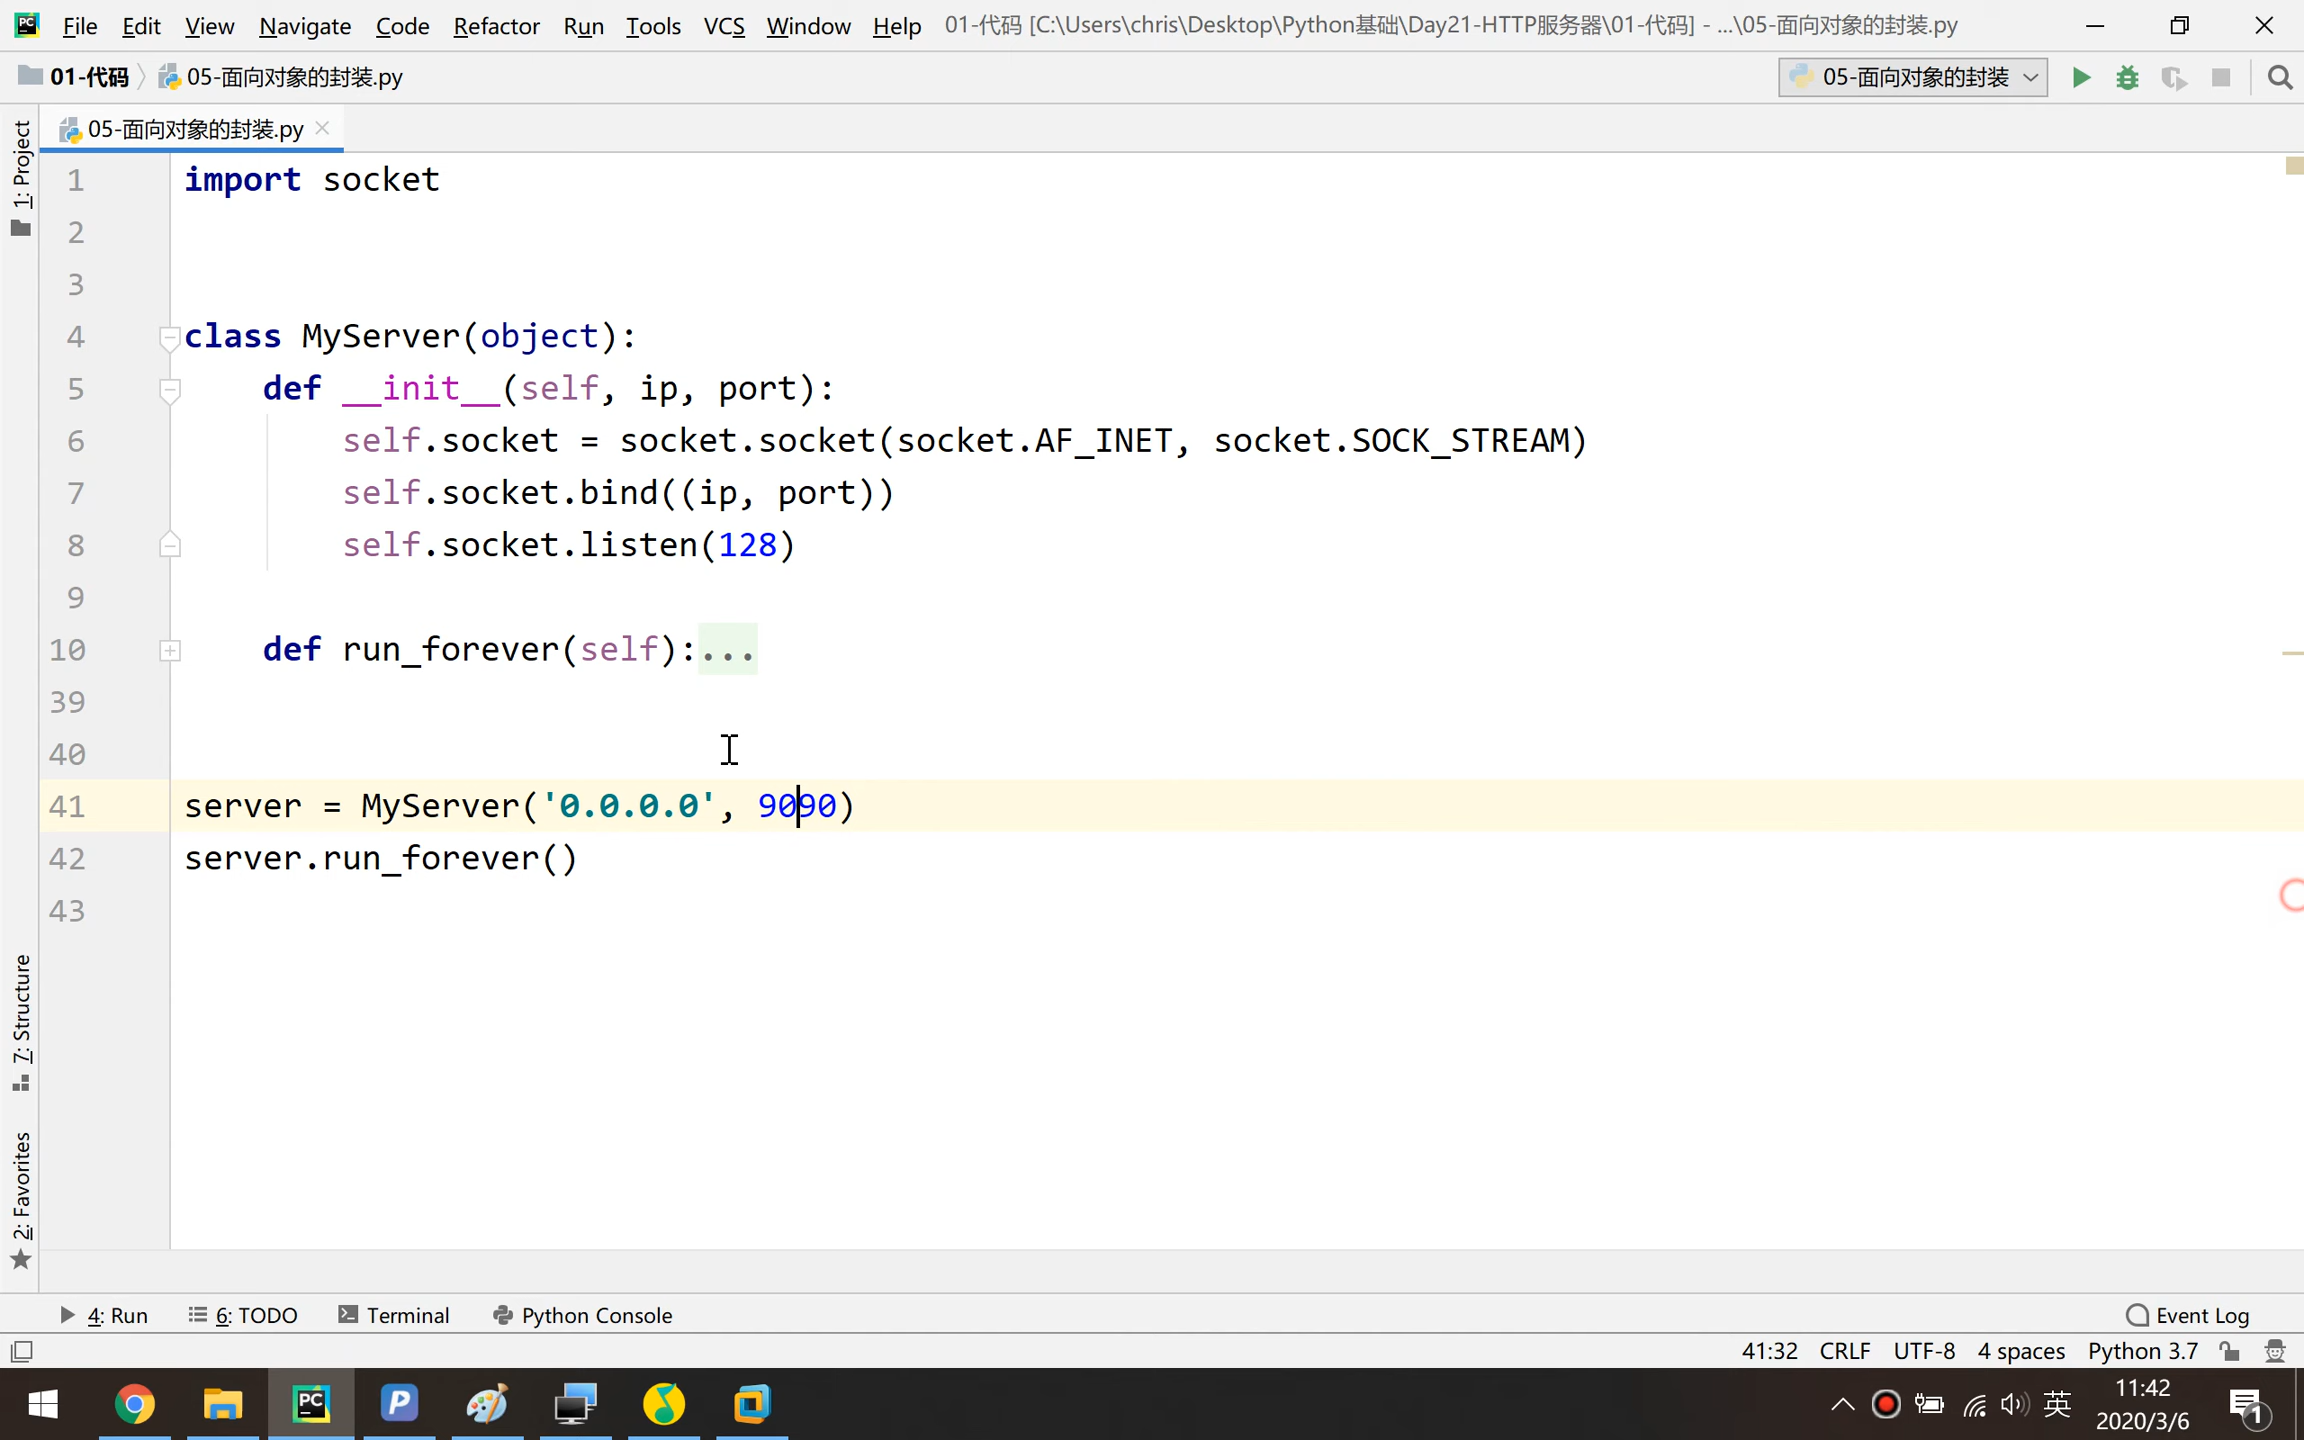 File Edit View Navigate Code Refactor Run Tools VCS Window Help 01-代码 [C:\Users\chris\Desktop\Python基础\Day21-HTTP服务器\01-代码] - ...\05-面向对象的封装.py
01-代码 05-面向对象的封装.py 05-面向对象的封装
05-面向对象的封装.py
1: Project
7: Structure
2: Favorites
1 import socket
2
3
4 class MyServer(object):
5     def __init__(self, ip, port):
6         self.socket = socket.socket(socket.AF_INET, socket.SOCK_STREAM)
7         self.socket.bind((ip, port))
8         self.socket.listen(128)
9
10     def run_forever(self):...
39
40
41 server = MyServer('0.0.0.0', 9090)
42 server.run_forever()
43
4: Run 6: TODO Terminal Python Console Event Log
41:32 CRLF UTF-8 4 spaces Python 3.7
PC P 英 11:42 1
2020/3/6